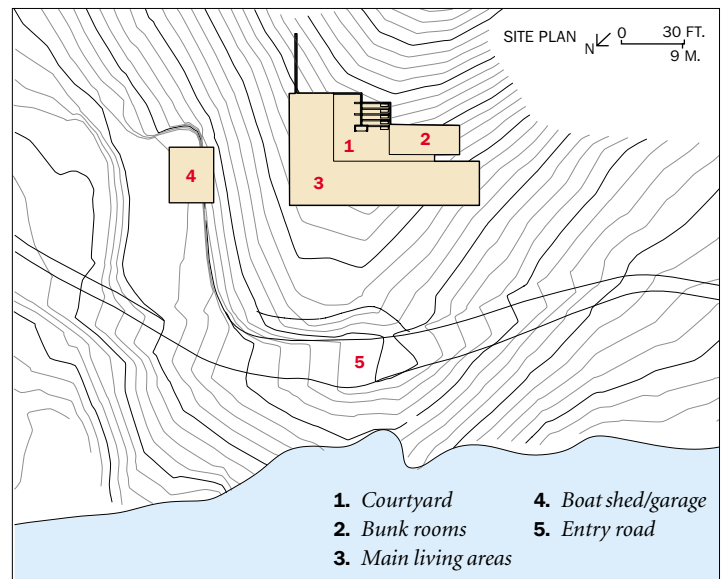 SITE PLAN N 0 30 FT.
9 M.
1
2
3
4
5
1. Courtyard
2. Bunk rooms
3. Main living areas
4. Boat shed/garage
5. Entry road